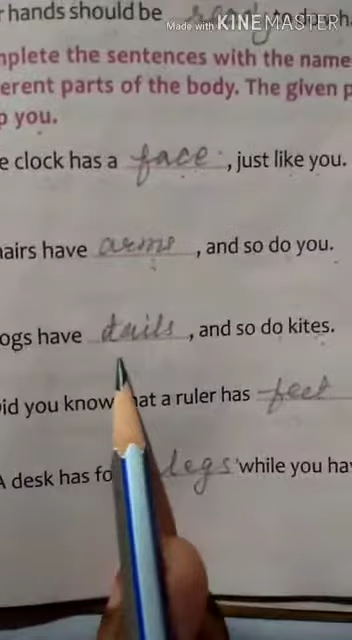 r hands should be
Made with KINEMASTER
mplete the sentences with the name
erent parts of the body. The given p
p you.
e clock has a face, just like you.
hairs have arms, and so do you.
ogs have tails, and so do kites.
id you know hat a ruler has feet
A desk has fo legs while you ha